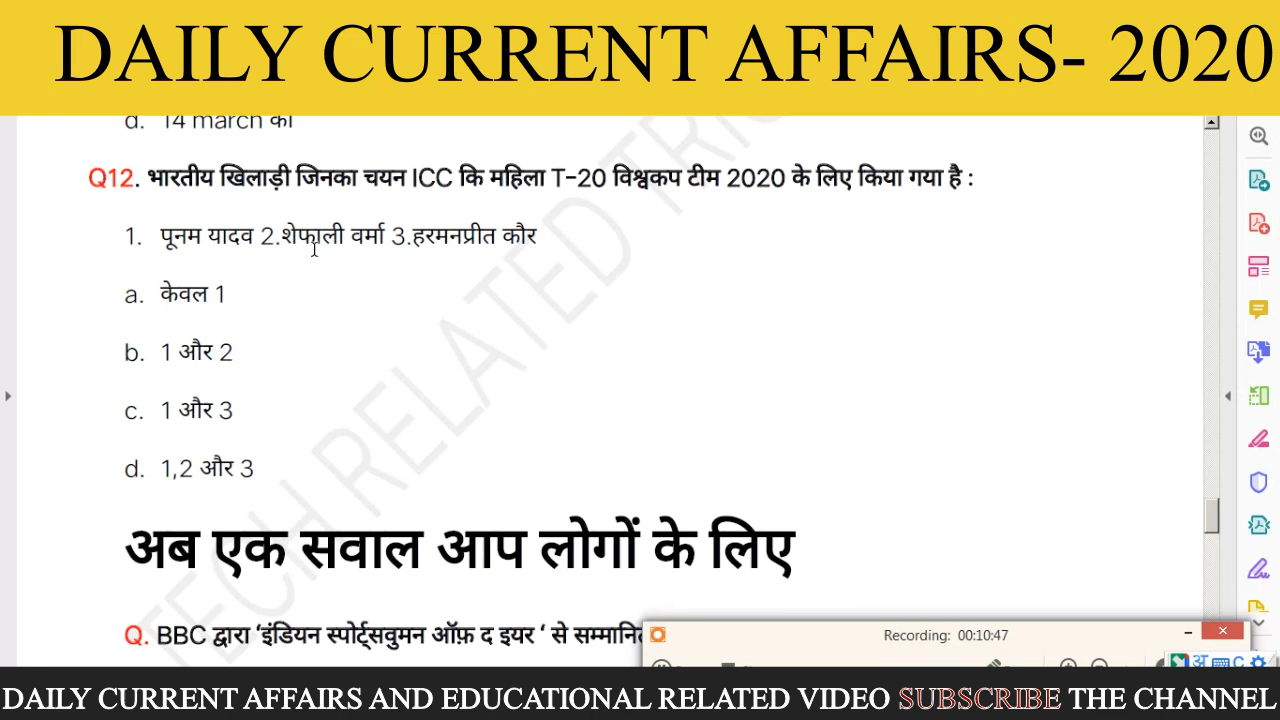 DAILY CURRENT AFFAIRS- 2020
d. 14 march को
Q12. भारतीय खिलाड़ी जिनका चयन ICC कि महिला T-20 विश्वकप टीम 2020 के लिए किया गया है :
1. पूनम यादव 2.शेफाली वर्मा 3.हरमनप्रीत कौर
a. केवल 1
b. 1 और 2
c. 1 और 3
d. 1,2 और 3
अब एक सवाल आप लोगों के लिए
Q. BBC द्वारा ‘इंडियन स्पोर्ट्सवुमन ऑफ़ द इयर ‘ से
Recording: 00:10:47
TECH RELATED
DAILY CURRENT AFFAIRS AND EDUCATIONAL RELATED VIDEO SUBSCRIBE THE CHANNEL